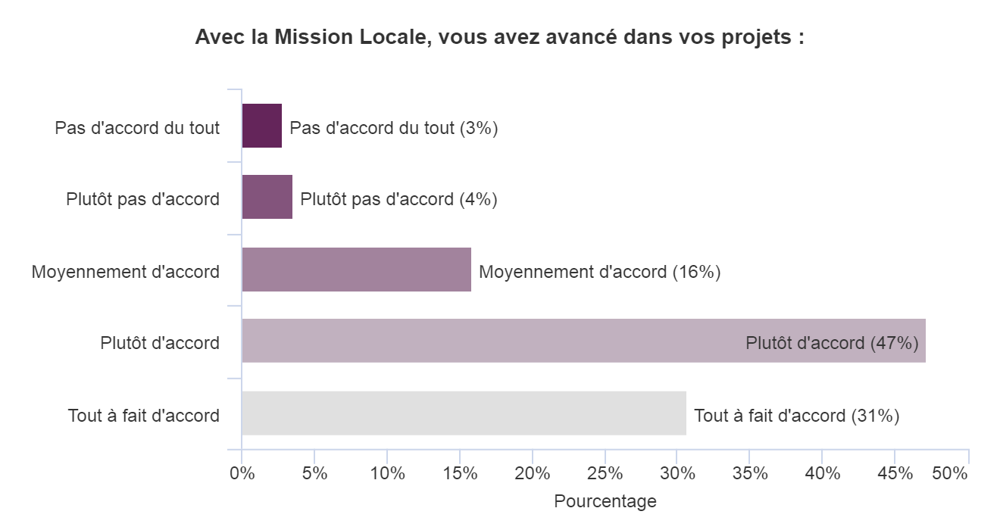 Avec la Mission Locale, vous avez avancé dans vos projets :
Pas d'accord du tout
Pas d'accord du tout (3%)
Plutôt pas d'accord
Plutôt pas d'accord (4%)
Moyennement d'accord
Moyennement d'accord (16%)
Plutôt d'accord
Plutôt d'accord (47%)
Tout à fait d'accord
Tout à fait d'accord (31%)
0% 5% 10% 15% 20% 25% 30% 35% 40% 45% 50%
Pourcentage